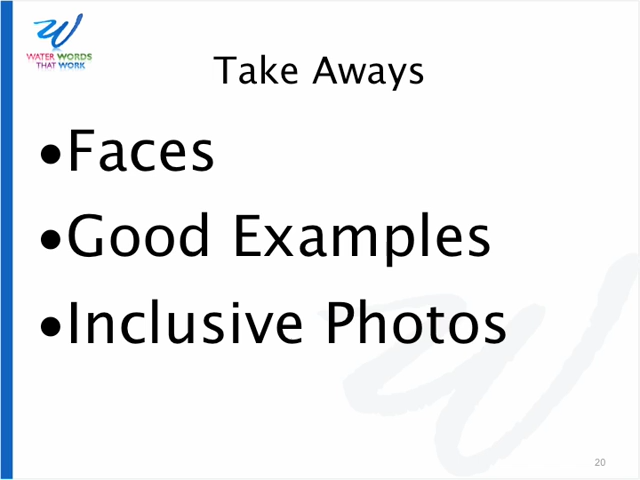 WATER WORDS
THAT WORK
Take Aways
•Faces
•Good Examples
•Inclusive Photos
20